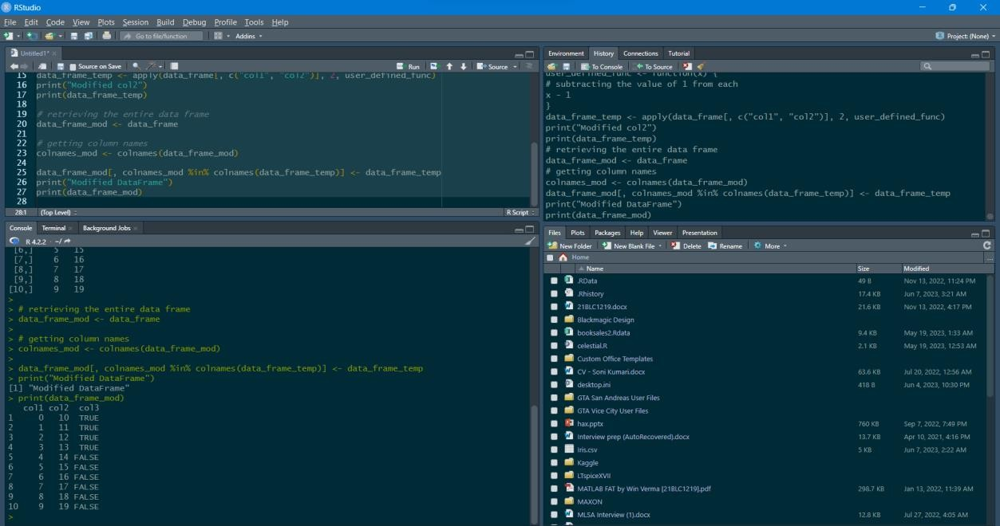 RStudio
File Edit Code View Plots Session Build Debug Profile Tools Help
Go to file/function Addins Project: (None)
Untitled1*
Source on Save Run Source
15 data_frame_temp <- apply(data_frame[, c("col1", "col2")], 2, user_defined_func)
16 print("Modified col2")
17 print(data_frame_temp)
18
19 # retrieving the entire data frame
20 data_frame_mod <- data_frame
21
22 # getting column names
23 colnames_mod <- colnames(data_frame_mod)
24
25 data_frame_mod[, colnames_mod %in% colnames(data_frame_temp)] <- data_frame_temp
26 print("Modified DataFrame")
27 print(data_frame_mod)
28
28:1 (Top Level) R Script
Console Terminal Background Jobs
R 4.2.2 · ~/
[6,] 5 15
[7,] 6 16
[8,] 7 17
[9,] 8 18
[10,] 9 19
>
> # retrieving the entire data frame
> data_frame_mod <- data_frame
>
> # getting column names
> colnames_mod <- colnames(data_frame_mod)
>
> data_frame_mod[, colnames_mod %in% colnames(data_frame_temp)] <- data_frame_temp
> print("Modified DataFrame")
[1] "Modified DataFrame"
> print(data_frame_mod)
col1 col2 col3
1 0 10 TRUE
2 1 11 TRUE
3 2 12 TRUE
4 3 13 TRUE
5 4 14 FALSE
6 5 15 FALSE
7 6 16 FALSE
8 7 17 FALSE
9 8 18 FALSE
10 9 19 FALSE
>
Environment History Connections Tutorial
To Console To Source
user_defined_func <- function(x) {
# subtracting the value of 1 from each
x - 1
}
data_frame_temp <- apply(data_frame[, c("col1", "col2")], 2, user_defined_func)
print("Modified col2")
print(data_frame_temp)
# retrieving the entire data frame
data_frame_mod <- data_frame
# getting column names
colnames_mod <- colnames(data_frame_mod)
data_frame_mod[, colnames_mod %in% colnames(data_frame_temp)] <- data_frame_temp
print("Modified DataFrame")
print(data_frame_mod)
Files Plots Packages Help Viewer Presentation
New Folder New Blank File Delete Rename More
Home
Name Size Modified
.RData 49 B Nov 13, 2022, 11:24 PM
.Rhistory 17.4 KB Jun 7, 2023, 3:21 AM
21BLC1219.docx 21.6 KB Nov 13, 2022, 4:17 PM
Blackmagic Design
booksales2.Rdata 9.4 KB May 19, 2023, 1:33 AM
celestial.R 2.1 KB May 19, 2023, 12:53 AM
Custom Office Templates
CV - Soni Kumari.docx 63.6 KB Jul 20, 2022, 12:56 AM
desktop.ini 418 B Jun 4, 2023, 10:30 PM
GTA San Andreas User Files
GTA Vice City User Files
hax.pptx 760 KB Sep 7, 2022, 7:49 PM
Interview prep (AutoRecovered).docx 13.7 KB Apr 10, 2021, 4:16 PM
Iris.csv 5 KB Jun 7, 2023, 2:22 AM
Kaggle
LTspiceXVII
MATLAB FAT by Win Verma [21BLC1219].pdf 298.7 KB Jan 13, 2022, 11:39 AM
MAXON
MLSA Interview (1).docx 12.8 KB Jul 27, 2022, 4:05 AM